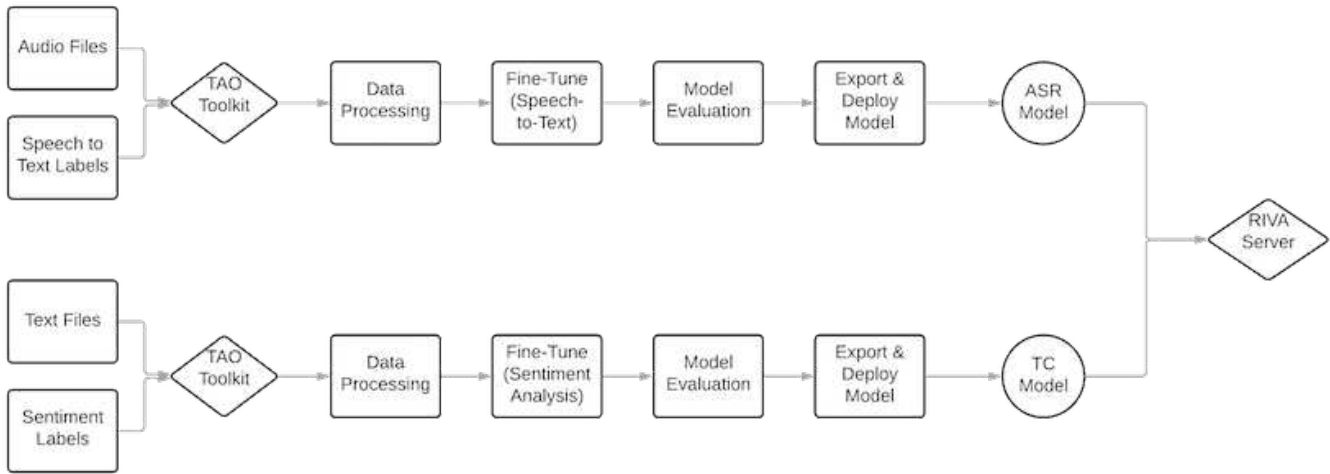 Audio Files
Speech to
Text Labels
TAO
Toolkit
Data
Processing
Fine-Tune
(Speech-
to-Text)
Model
Evaluation
Export &
Deploy
Model
ASR
Model
RIVA
Server
Text Files
Sentiment
Labels
TAO
Toolkit
Data
Processing
Fine-Tune
(Sentiment
Analysis)
Model
Evaluation
Export &
Deploy
Model
TC
Model